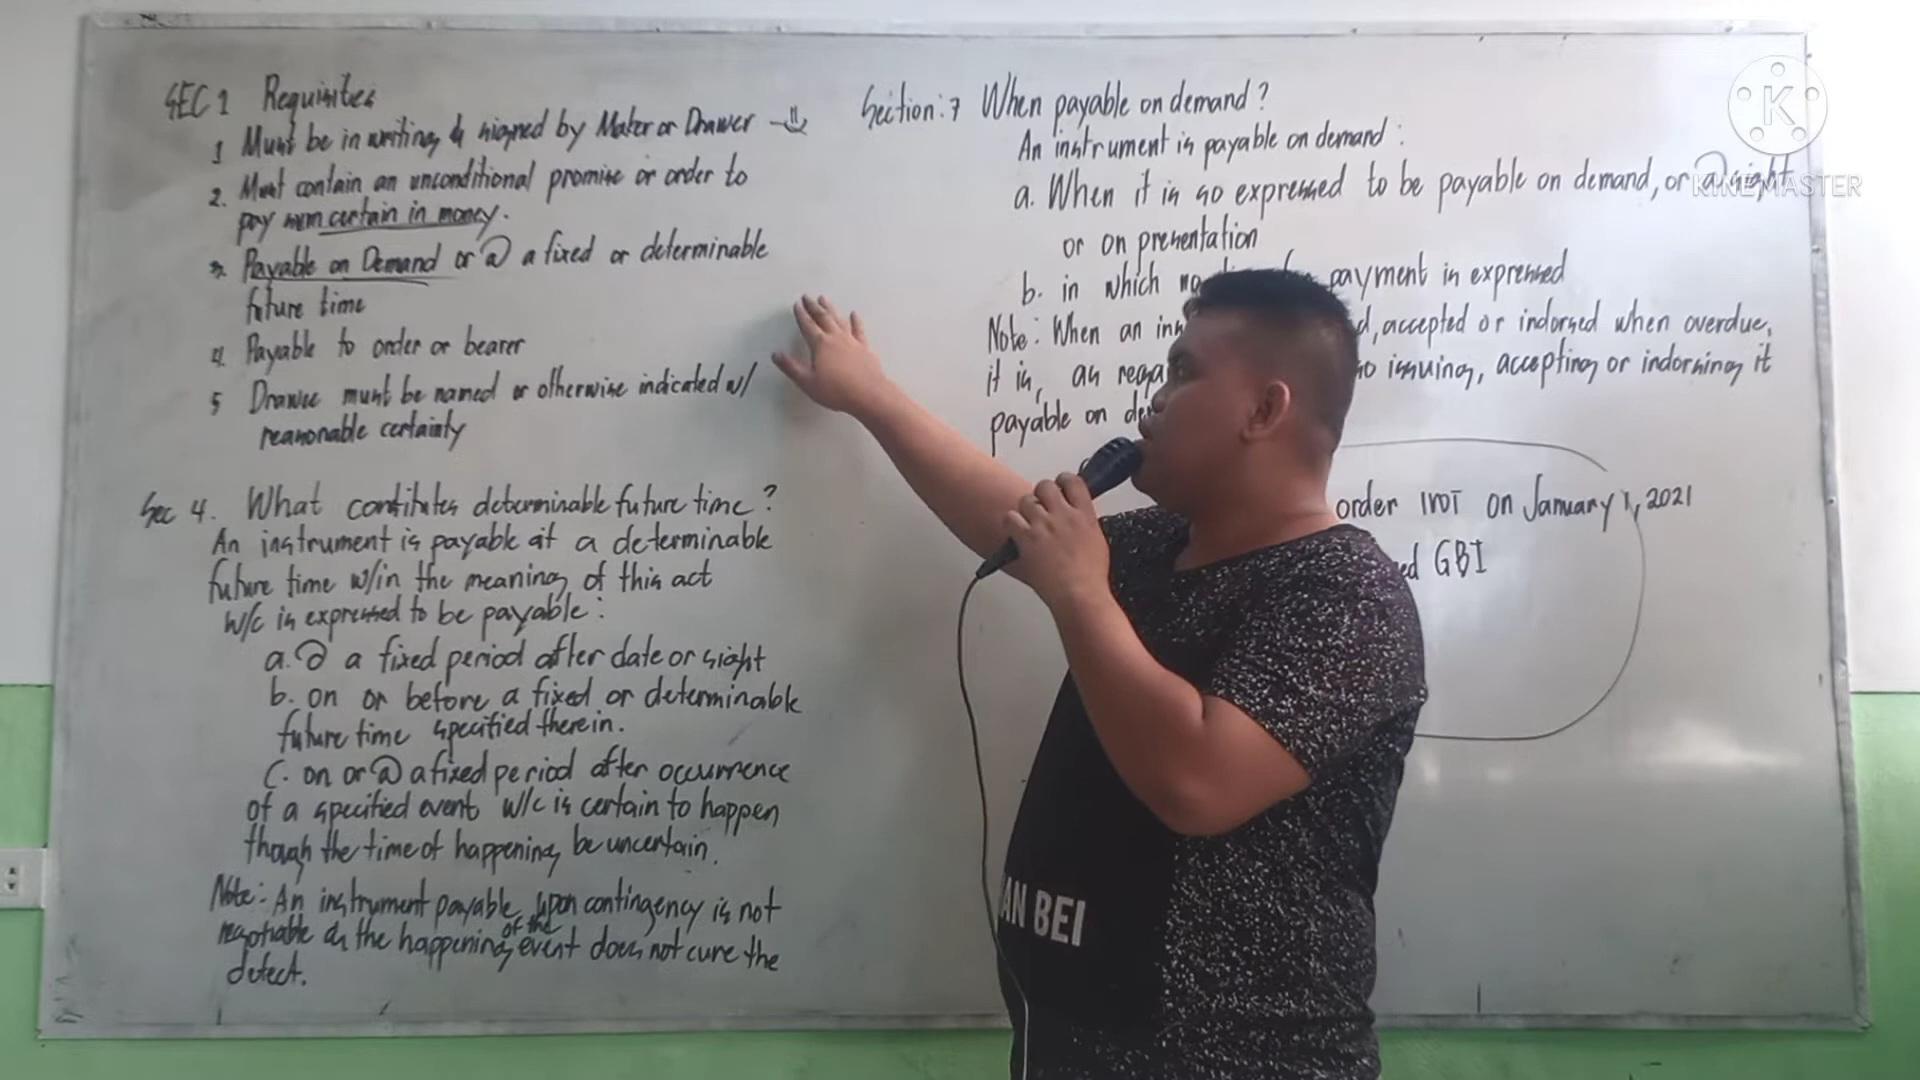 SEC 1 Requisites
1 Must be in writing & signed by Maker or Drawer
2. Must contain an unconditional promise or order to
pay sum certain in money.
3. Payable on Demand or @ a fixed or determinable
future time
4. Payable to order or bearer
5 Drawee must be named or otherwise indicated w/
reasonable certainty
Sec 4. What constitutes determinable future time?
An instrument is payable at a determinable
future time w/in the meaning of this act
w/c is expressed to be payable:
a. @ a fixed period after date or sight
b. on or before a fixed or determinable
future time specified therein.
C. on or @ a fixed period after occurrence
of a specified event w/c is certain to happen
though the time of happening be uncertain.
Note: An instrument payable upon contingency is not
negotiable & the happening of the event does not cure the
defect.
Section: 7 When payable on demand?
An instrument is payable on demand:
a. When it is so expressed to be payable on demand, or @ sight,
or on presentation
b. in which payment is expressed
Note: When an accepted or indorsed when overdue,
it is, as so issuing, accepting or indorsing it
payable on
order on January 1, 2021
GBI
AN BEI
K
KINEMASTER